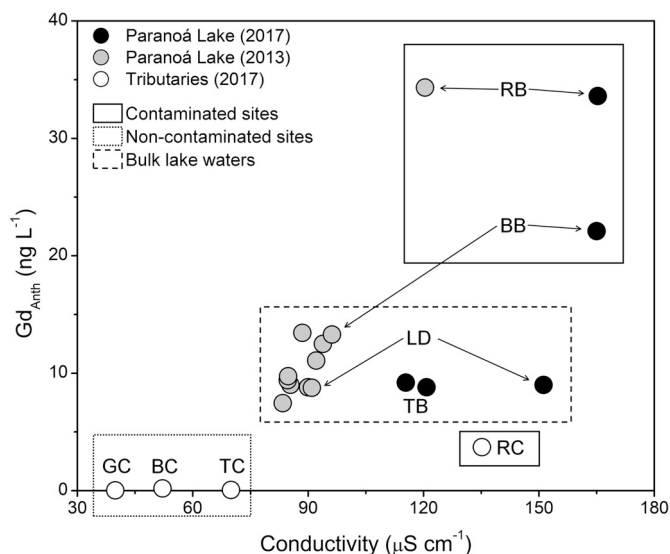 40
30
20
10
0
Gd_Anth (ng L⁻¹)
Paranoá Lake (2017)
Paranoá Lake (2013)
Tributaries (2017)
Contaminated sites
Non-contaminated sites
Bulk lake waters
RB
BB
LD
TB
RC
GC BC TC
30 60 90 120 150 180
Conductivity (μS cm⁻¹)